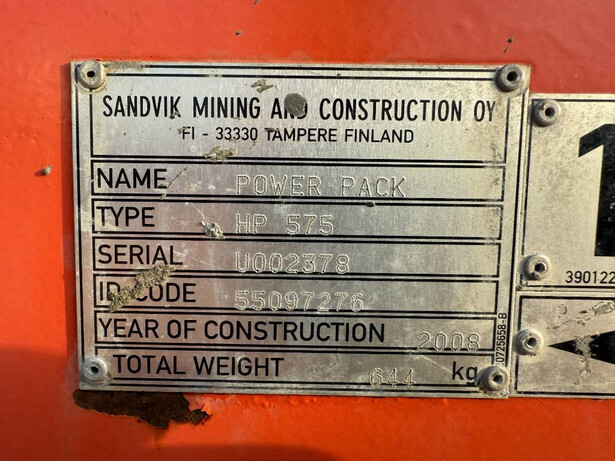 SANDVIK MINING AND CONSTRUCTION OY
FI - 33330 TAMPERE FINLAND
NAME POWER PACK
TYPE HP 575
SERIAL U002378
ID CODE 55097276
YEAR OF CONSTRUCTION 2008
TOTAL WEIGHT 644 kg
0725658-B
1
390122